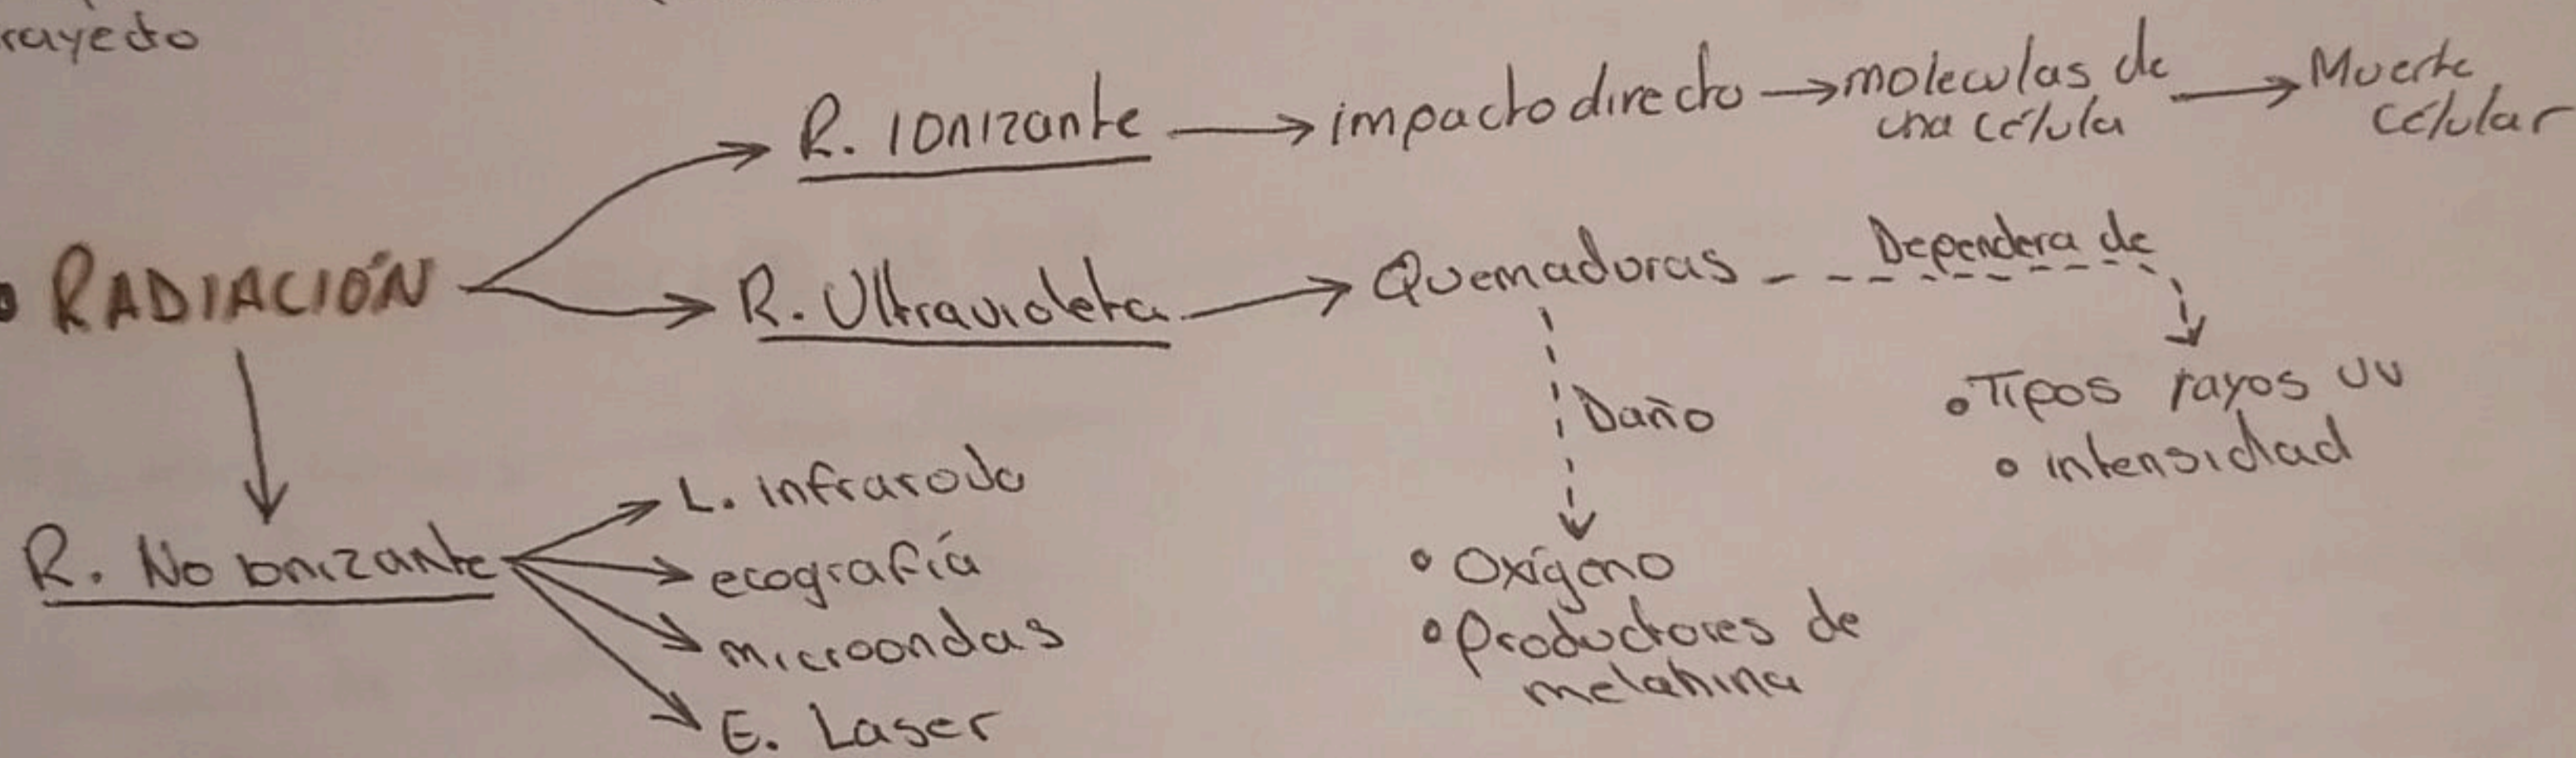 rayecto
R. Ionizante → impacto directo → moleculas de
una célula → Muerte
célular
• RADIACIÓN
R. Ultravioleta → Quemaduras - - Dependera de
• Tipos rayos UV
• intensidad
Daño
• Oxígeno
• Productores de
melanina
R. No Ionizante
L. infrarojo
ecografía
microondas
E. Laser